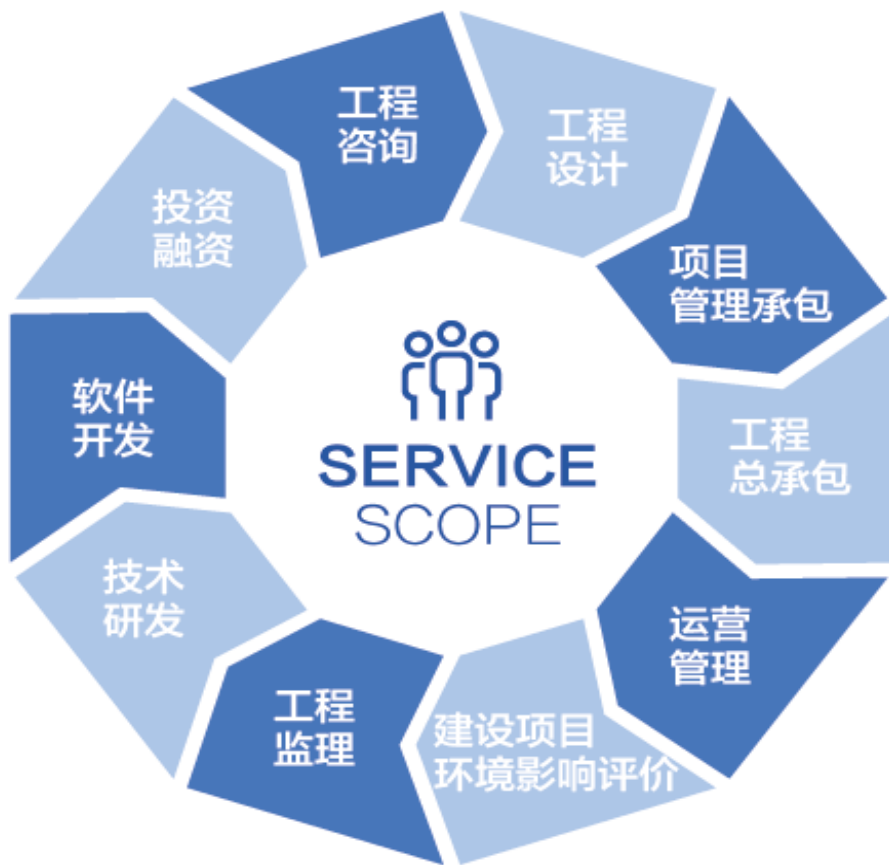 工程
咨询
工程
设计
项目
管理承包
工程
总承包
运营
管理
建设项目
环境影响评价
工程
监理
技术
研发
软件
开发
投资
融资
SERVICE
SCOPE